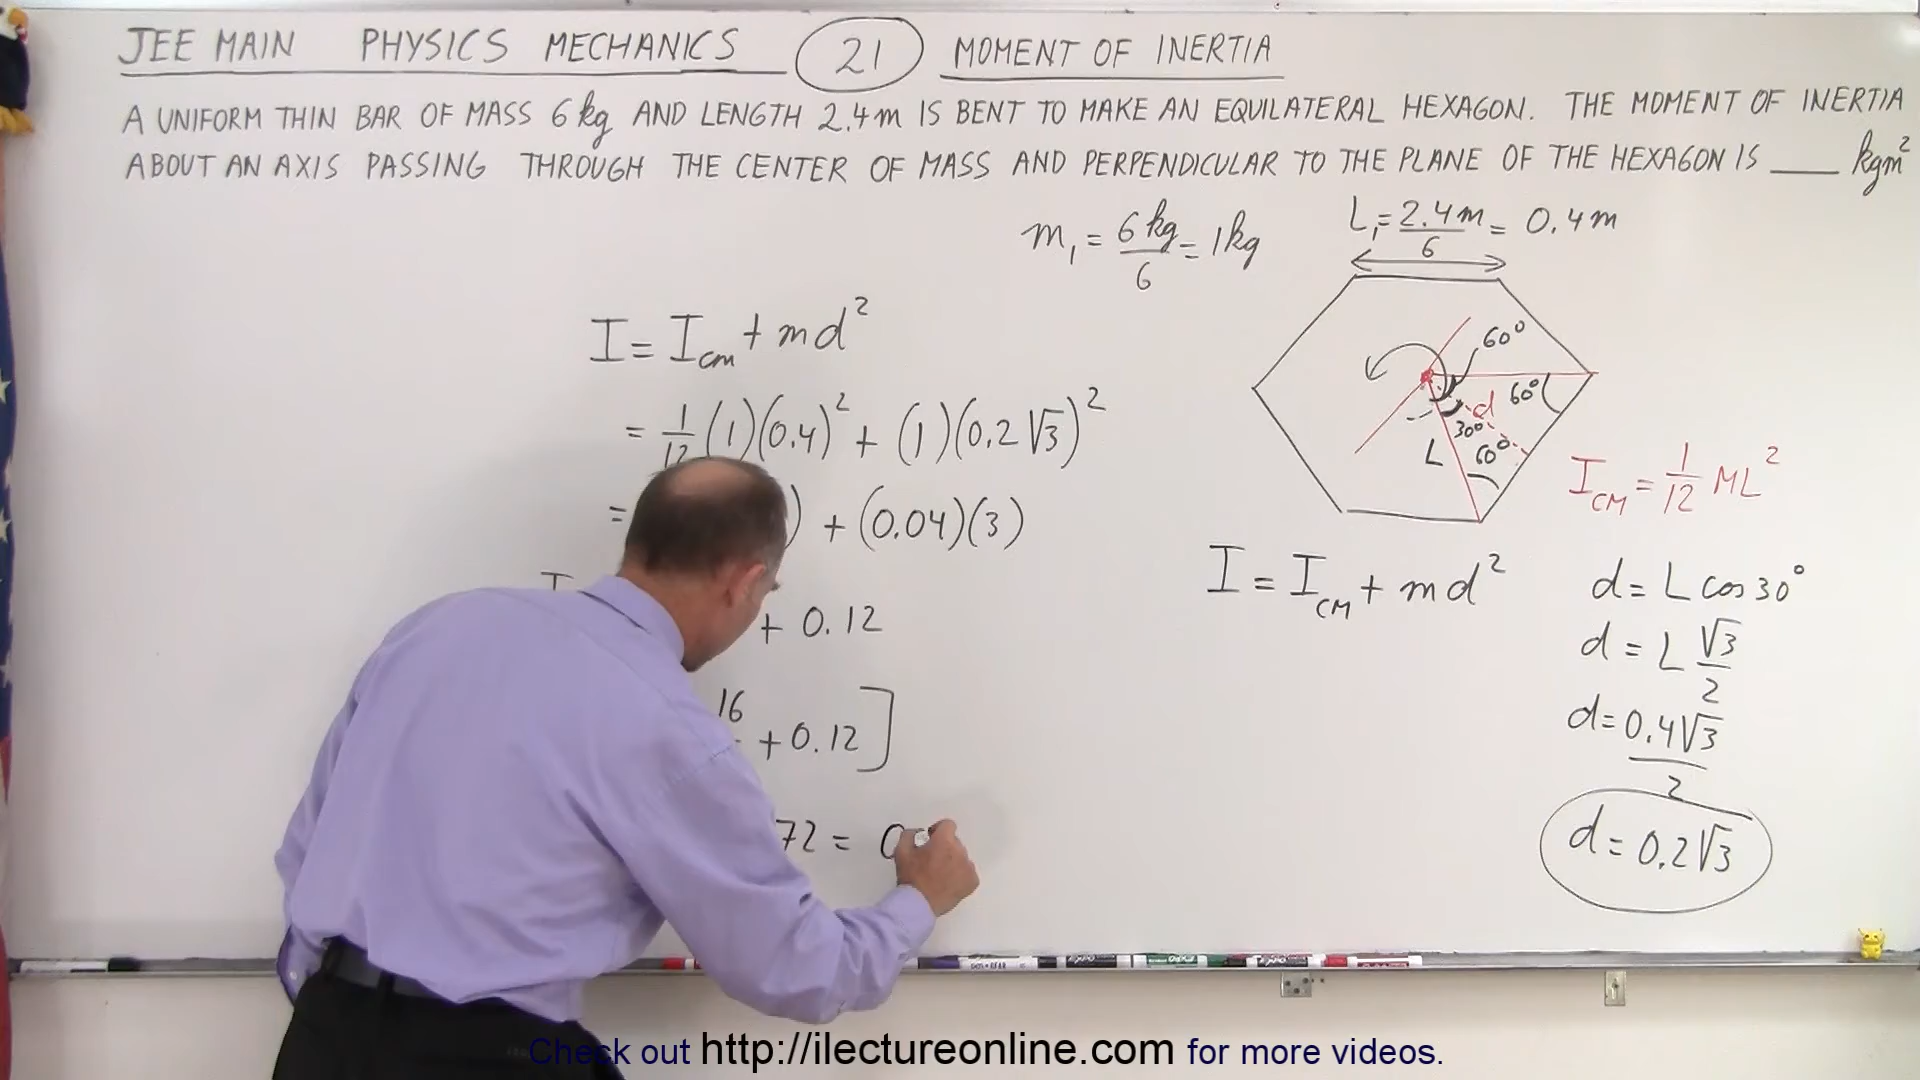 JEE MAIN PHYSICS MECHANICS 21 MOMENT OF INERTIA
A UNIFORM THIN BAR OF MASS 6 kg AND LENGTH 2.4 m IS BENT TO MAKE AN EQUILATERAL HEXAGON. THE MOMENT OF INERTIA
ABOUT AN AXIS PASSING THROUGH THE CENTER OF MASS AND PERPENDICULAR TO THE PLANE OF THE HEXAGON IS ____ kgm²
m₁ = 6 kg/6 = 1 kg
L₁ = 2.4 m/6 = 0.4 m
I = Icm + md²
= 1/12 (1)(0.4)² + (1)(0.2√3)²
= ) + (0.04)(3)
I
+ 0.12
16
+ 0.12]
72 = 0
60°
60°
d
30°
60°
L
I_CM = 1/12 ML²
I = I_CM + md²
d = L cos 30°
d = L √3/2
d = 0.4√3/2
d = 0.2√3
Check out http://ilectureonline.com for more videos.